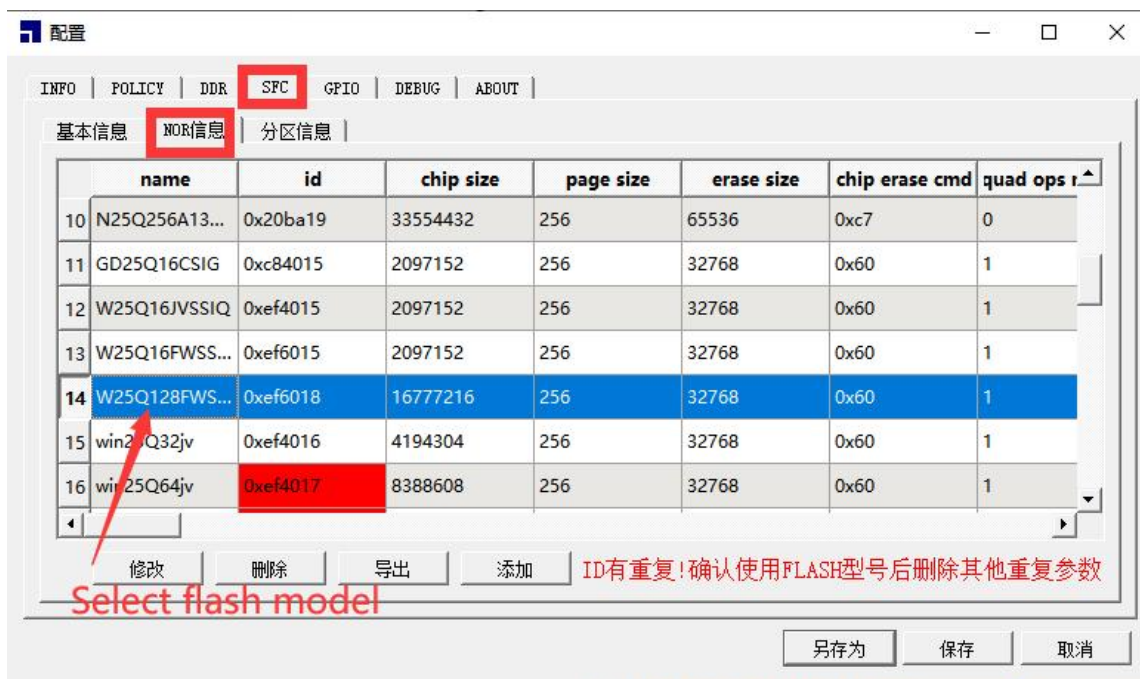 配置
INFO POLICY DDR SFC GPIO DEBUG ABOUT
基本信息 NOR信息 分区信息
name id chip size page size erase size chip erase cmd quad ops r
10 N25Q256A13... 0x20ba19 33554432 256 65536 0xc7 0
11 GD25Q16CSIG 0xc84015 2097152 256 32768 0x60 1
12 W25Q16JVSSIQ 0xef4015 2097152 256 32768 0x60 1
13 W25Q16FWSS... 0xef6015 2097152 256 32768 0x60 1
14 W25Q128FWS... 0xef6018 16777216 256 32768 0x60 1
15 win25Q32jv 0xef4016 4194304 256 32768 0x60 1
16 win25Q64jv 0xef4017 8388608 256 32768 0x60 1
修改 删除 导出 添加 ID有重复!确认使用FLASH型号后删除其他重复参数
Select flash model
另存为 保存 取消